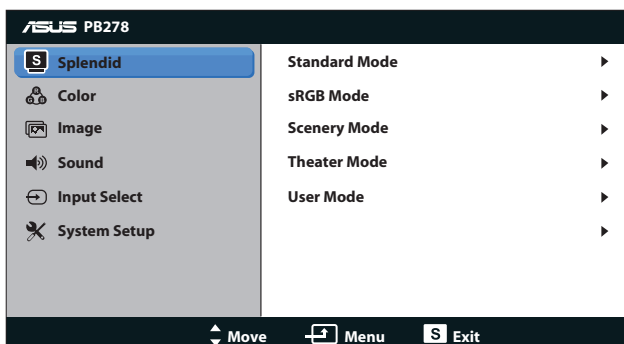 ASUS PB278
S Splendid
Color
Image
Sound
Input Select
System Setup
Standard Mode
sRGB Mode
Scenery Mode
Theater Mode
User Mode
Move Menu S Exit